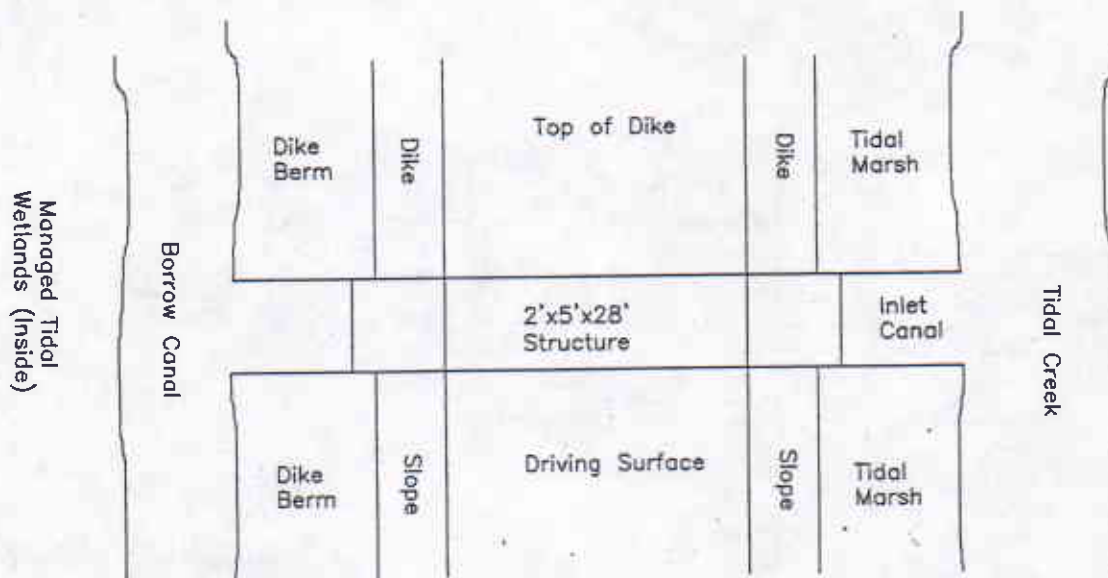 Top of Dike
Dike
Berm
Dike
Dike
Tidal
Marsh
Managed Tidal
Wetlands (Inside)
Borrow Canal
2'x5'x28'
Structure
Inlet
Canal
Tidal Creek
Dike
Berm
Slope
Driving Surface
Slope
Tidal
Marsh